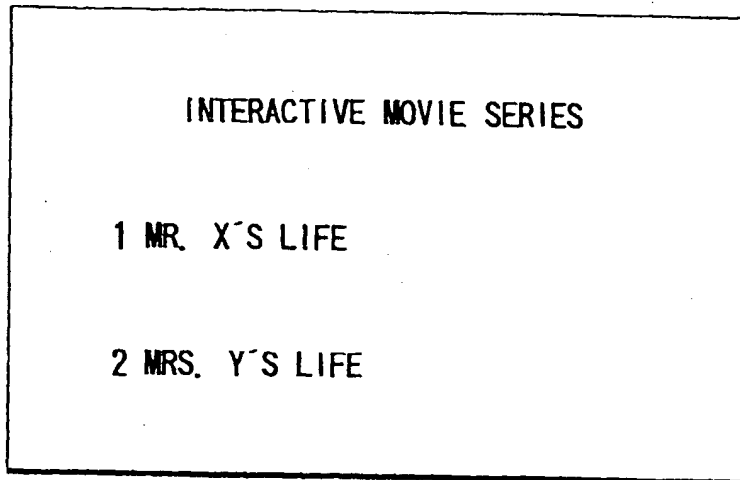 INTERACTIVE MOVIE SERIES
1 MR. X´S LIFE
2 MRS. Y´S LIFE